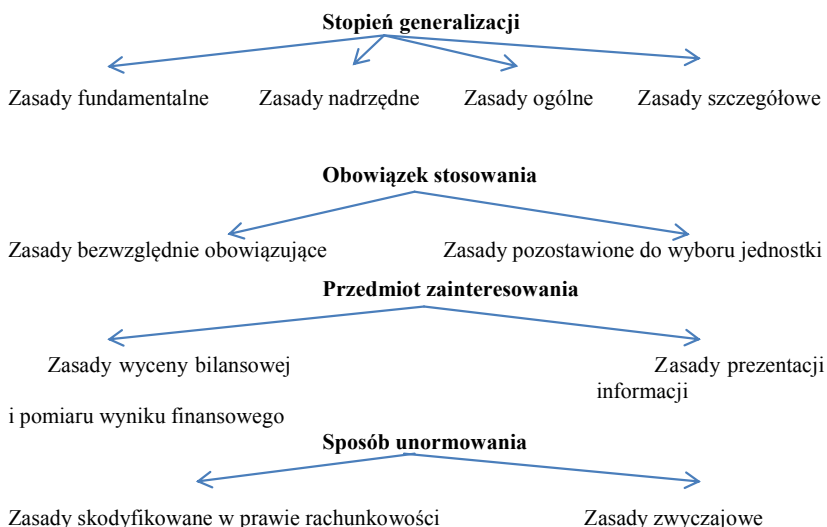 Stopień generalizacji
Zasady fundamentalne Zasady nadrzędne Zasady ogólne Zasady szczegółowe
Obowiązek stosowania
Zasady bezwzględnie obowiązujące Zasady pozostawione do wyboru jednostki
Przedmiot zainteresowania
Zasady wyceny bilansowej Zasady prezentacji
informacji
i pomiaru wyniku finansowego
Sposób unormowania
Zasady skodyfikowane w prawie rachunkowości Zasady zwyczajowe